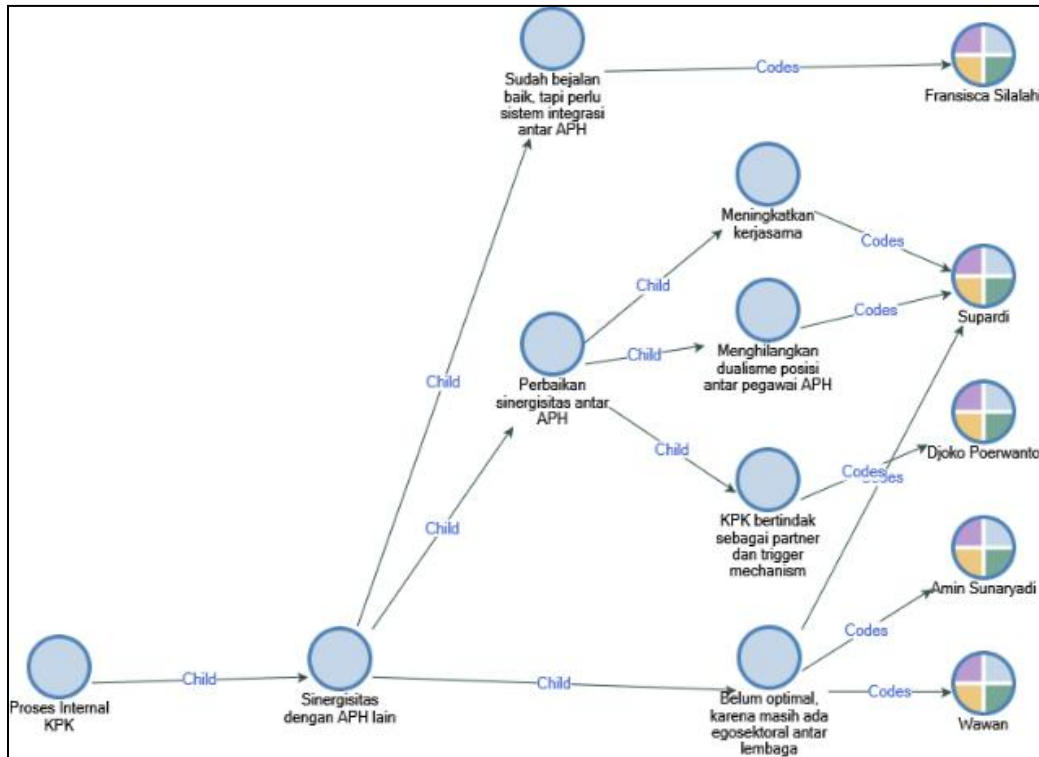 Sudah bejalan
baik, tapi perlu
sistem integrasi
antar APH
Codes
Fransisca Silalahi
Meningkatkan
kerjasama
Codes
Supardi
Child
Menghilangkan
dualisme posisi
antar pegawai APH
Codes
Child
Child
Perbaikan
sinergisitas antar
APH
Child
Djoko Poerwanto
Codes
Codes
KPK bertindak
sebagai partner
dan trigger
mechanism
Child
Amin Sunaryadi
Codes
Proses Internal
KPK
Child
Sinergisitas
dengan APH lain
Child
Belum optimal,
karena masih ada
egosektoral antar
lembaga
Codes
Wawan